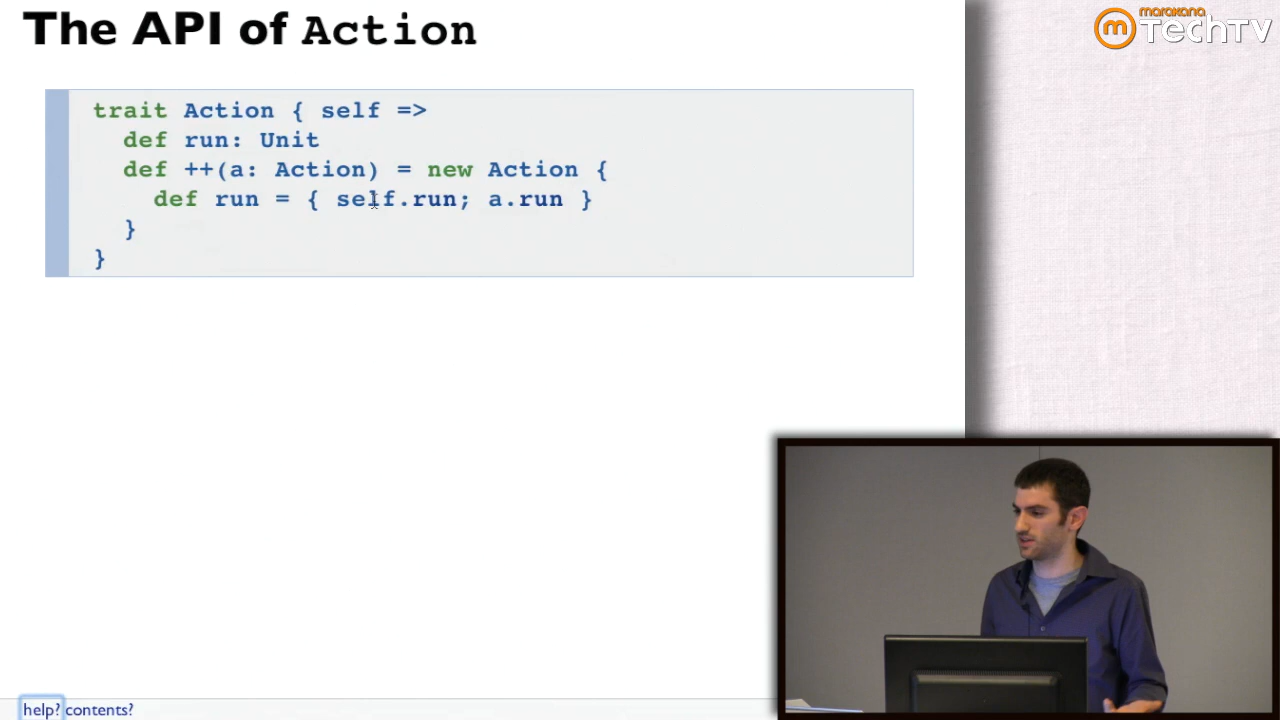 The API of Action
marakana
m TechTV
trait Action { self =>
def run: Unit
def ++(a: Action) = new Action {
def run = { self.run; a.run }
}
}
help? contents?